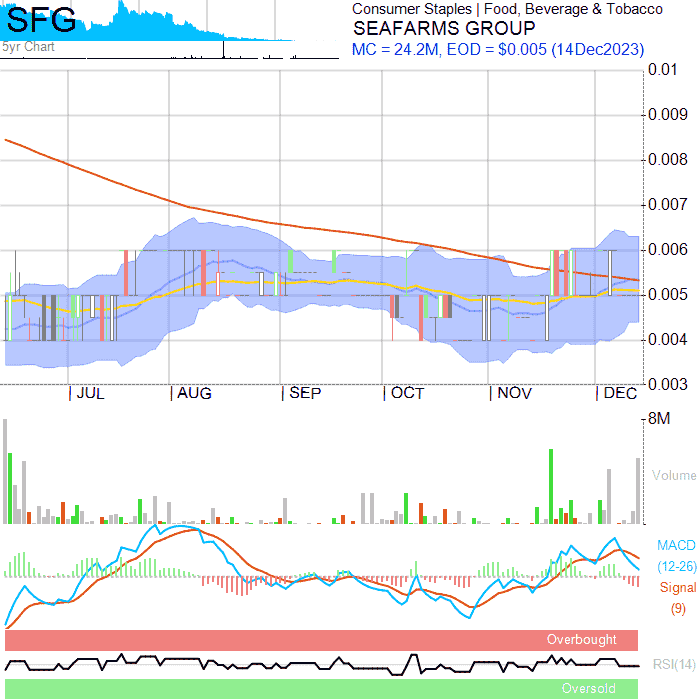 SFG
5yr Chart
Consumer Staples | Food, Beverage & Tobacco
SEAFARMS GROUP
MC = 24.2M, EOD = $0.005 (14Dec2023)
0.01
0.009
0.008
0.007
0.006
0.005
0.004
0.003
JUL AUG SEP OCT NOV DEC
8M
Volume
MACD
(12-26)
Signal
(9)
Overbought
RSI(14)
Oversold